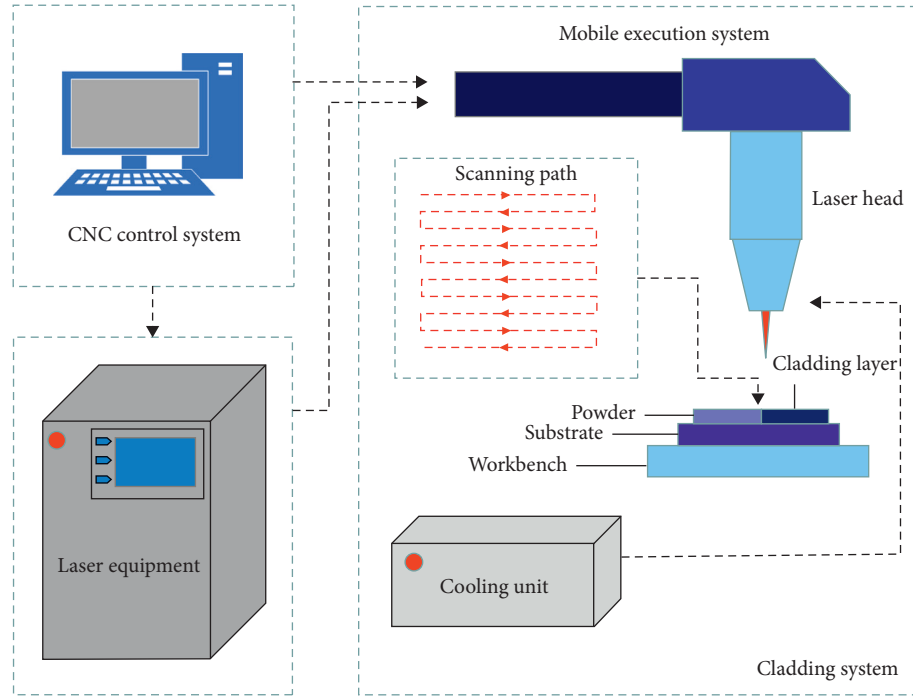 Mobile execution system
CNC control system
Scanning path
Laser head
Cladding layer
Powder
Substrate
Workbench
Laser equipment
Cooling unit
Cladding system